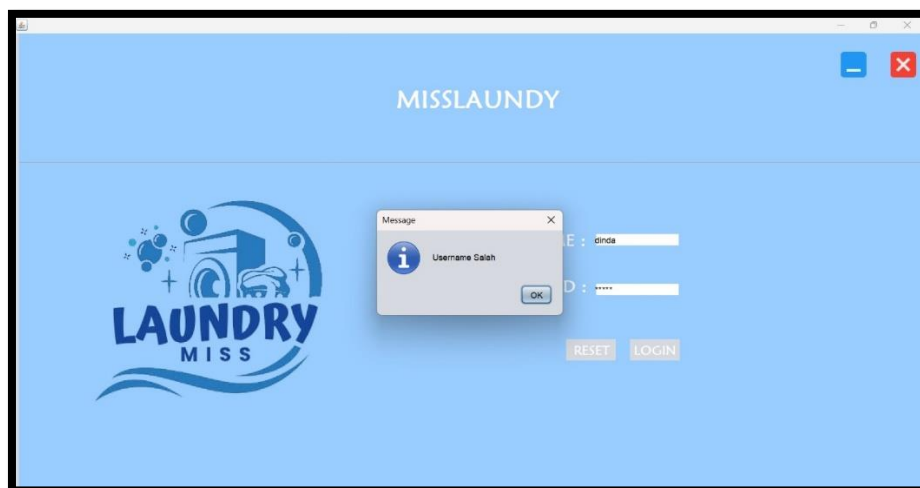 MISSLAUNDY
Message
Username Salah
OK
E : dinda
D : •••••
RESET LOGIN
LAUNDRY
MISS